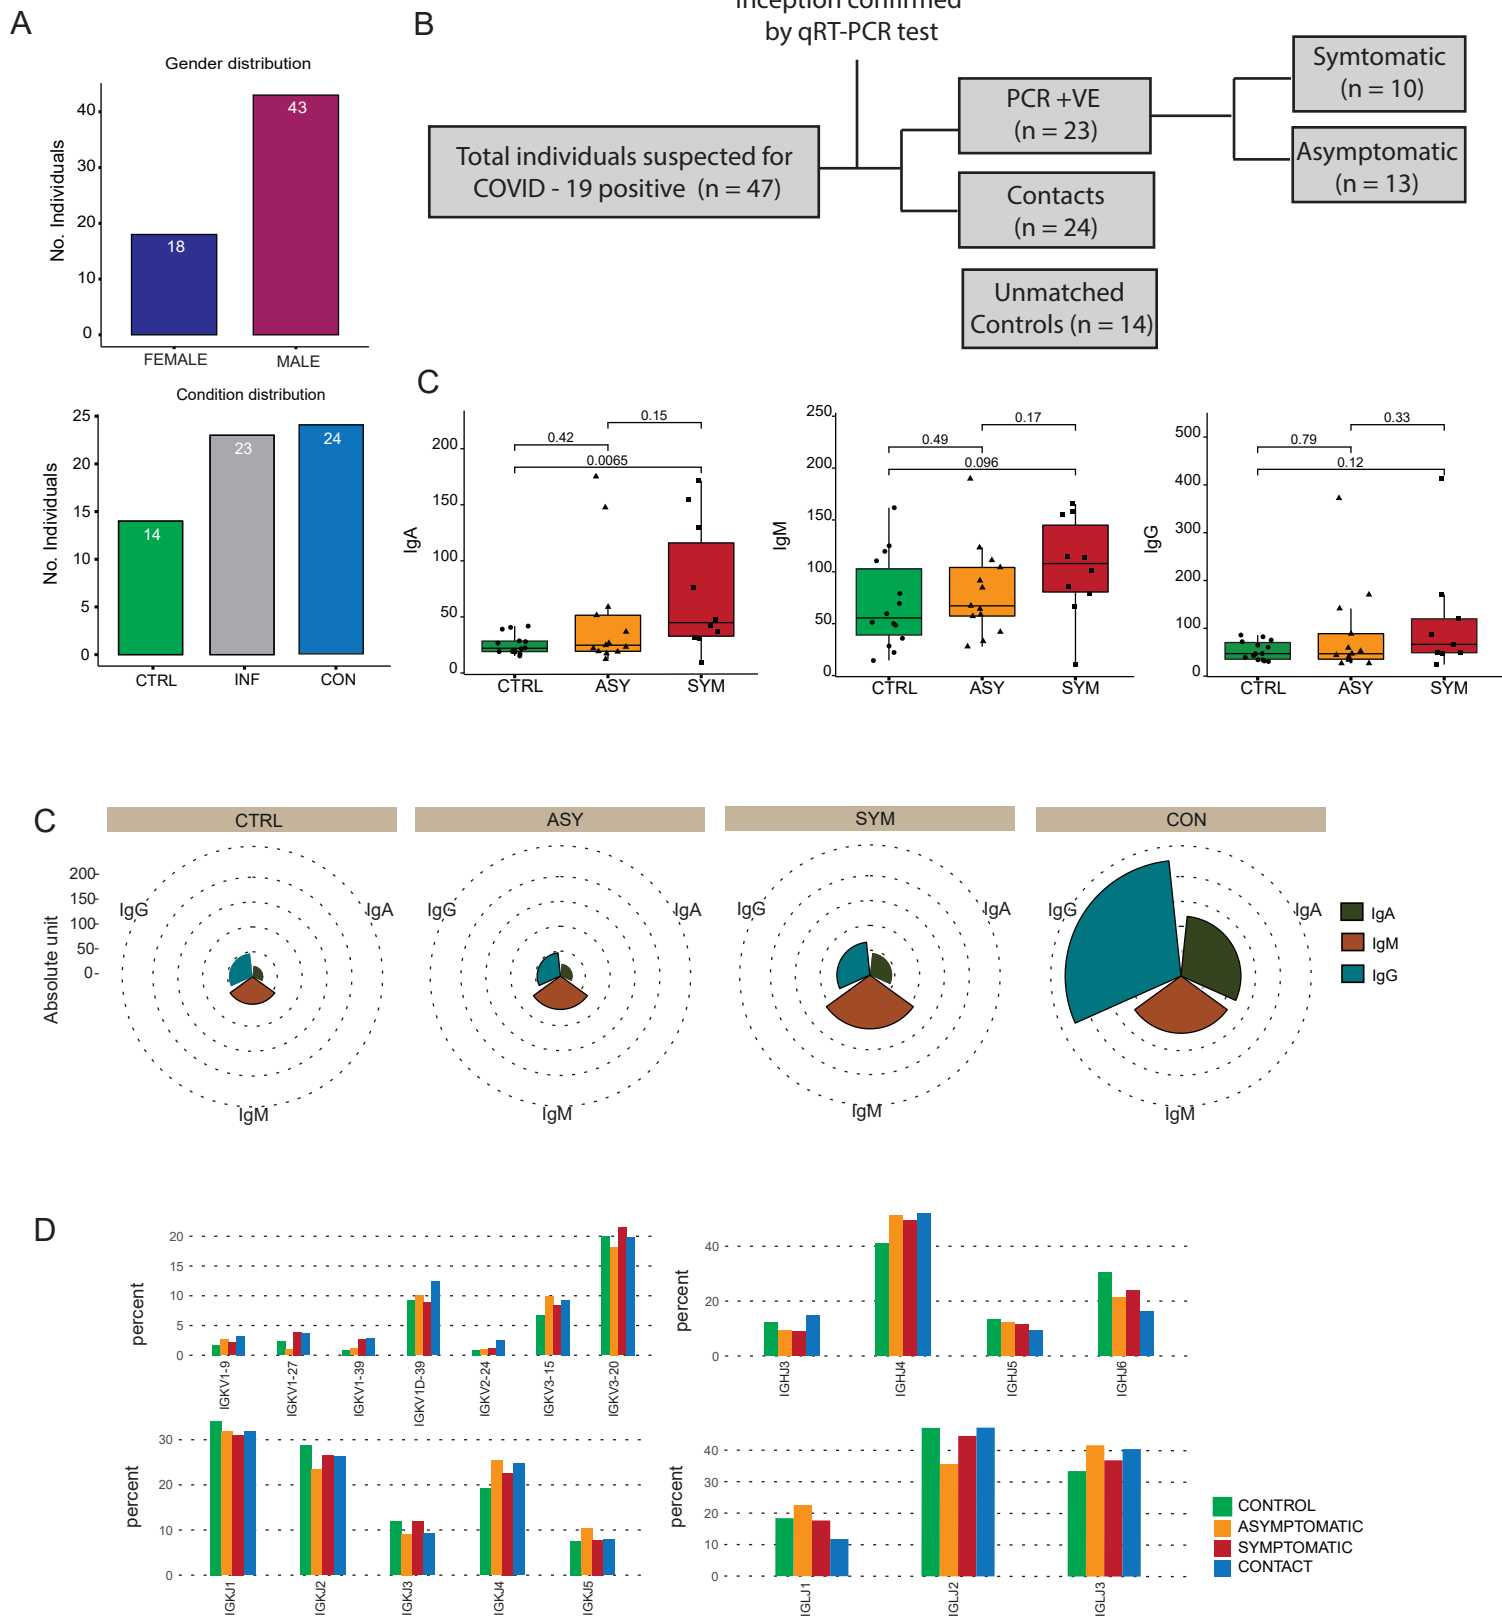 A
Gender distribution
No. Individuals
40
30
20
10
0
43
18
FEMALE
MALE
Condition distribution
No. Individuals
25
20
15
10
5
0
14
23
24
CTRL
INF
CON
B
by qRT-PCR test
Total individuals suspected for
COVID - 19 positive (n = 47)
PCR +VE
(n = 23)
Contacts
(n = 24)
Unmatched
Controls (n = 14)
Symtomatic
(n = 10)
Asymptomatic
(n = 13)
C
IgA
200
150
100
50
0
0.15
0.42
0.0065
CTRL
ASY
SYM
IgM
250
200
150
100
50
0
0.17
0.49
0.096
CTRL
ASY
SYM
IgG
500
400
300
200
100
0
0.33
0.79
0.12
CTRL
ASY
SYM
C
Absolute unit
200-
150-
100-
50-
0-
CTRL
IgG
IgA
IgM
ASY
IgG
IgA
IgM
SYM
IgG
IgA
IgM
CON
IgG
IgA
IgM
IgA
IgM
IgG
D
percent
20
15
10
5
0
IGKV1-9
IGKV1-27
IGKV1-39
IGKV1D-39
IGKV2-24
IGKV3-15
IGKV3-20
percent
40
20
0
IGHJ3
IGHJ4
IGHJ5
IGHJ6
percent
30
20
10
0
IGKJ1
IGKJ2
IGKJ3
IGKJ4
IGKJ5
percent
40
30
20
10
0
IGLJ1
IGLJ2
IGLJ3
CONTROL
ASYMPTOMATIC
SYMPTOMATIC
CONTACT